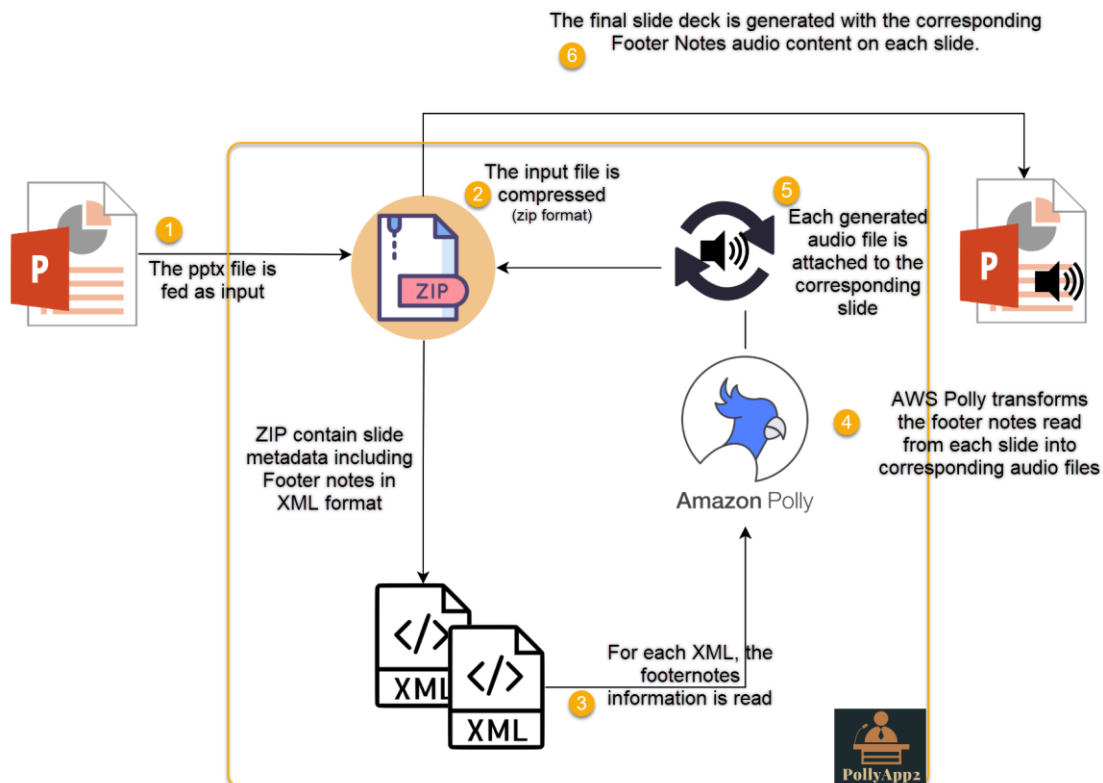 The final slide deck is generated with the corresponding
Footer Notes audio content on each slide.
6
1
The pptx file is
fed as input
P
2
The input file is
compressed
(zip format)
ZIP
5
Each generated
audio file is
attached to the
corresponding
slide
P
ZIP contain slide
metadata including
Footer notes in
XML format
4
AWS Polly transforms
the footer notes read
from each slide into
corresponding audio files
Amazon Polly
</>
XML
</>
XML
3
For each XML, the
footernotes
information is read
PollyApp2